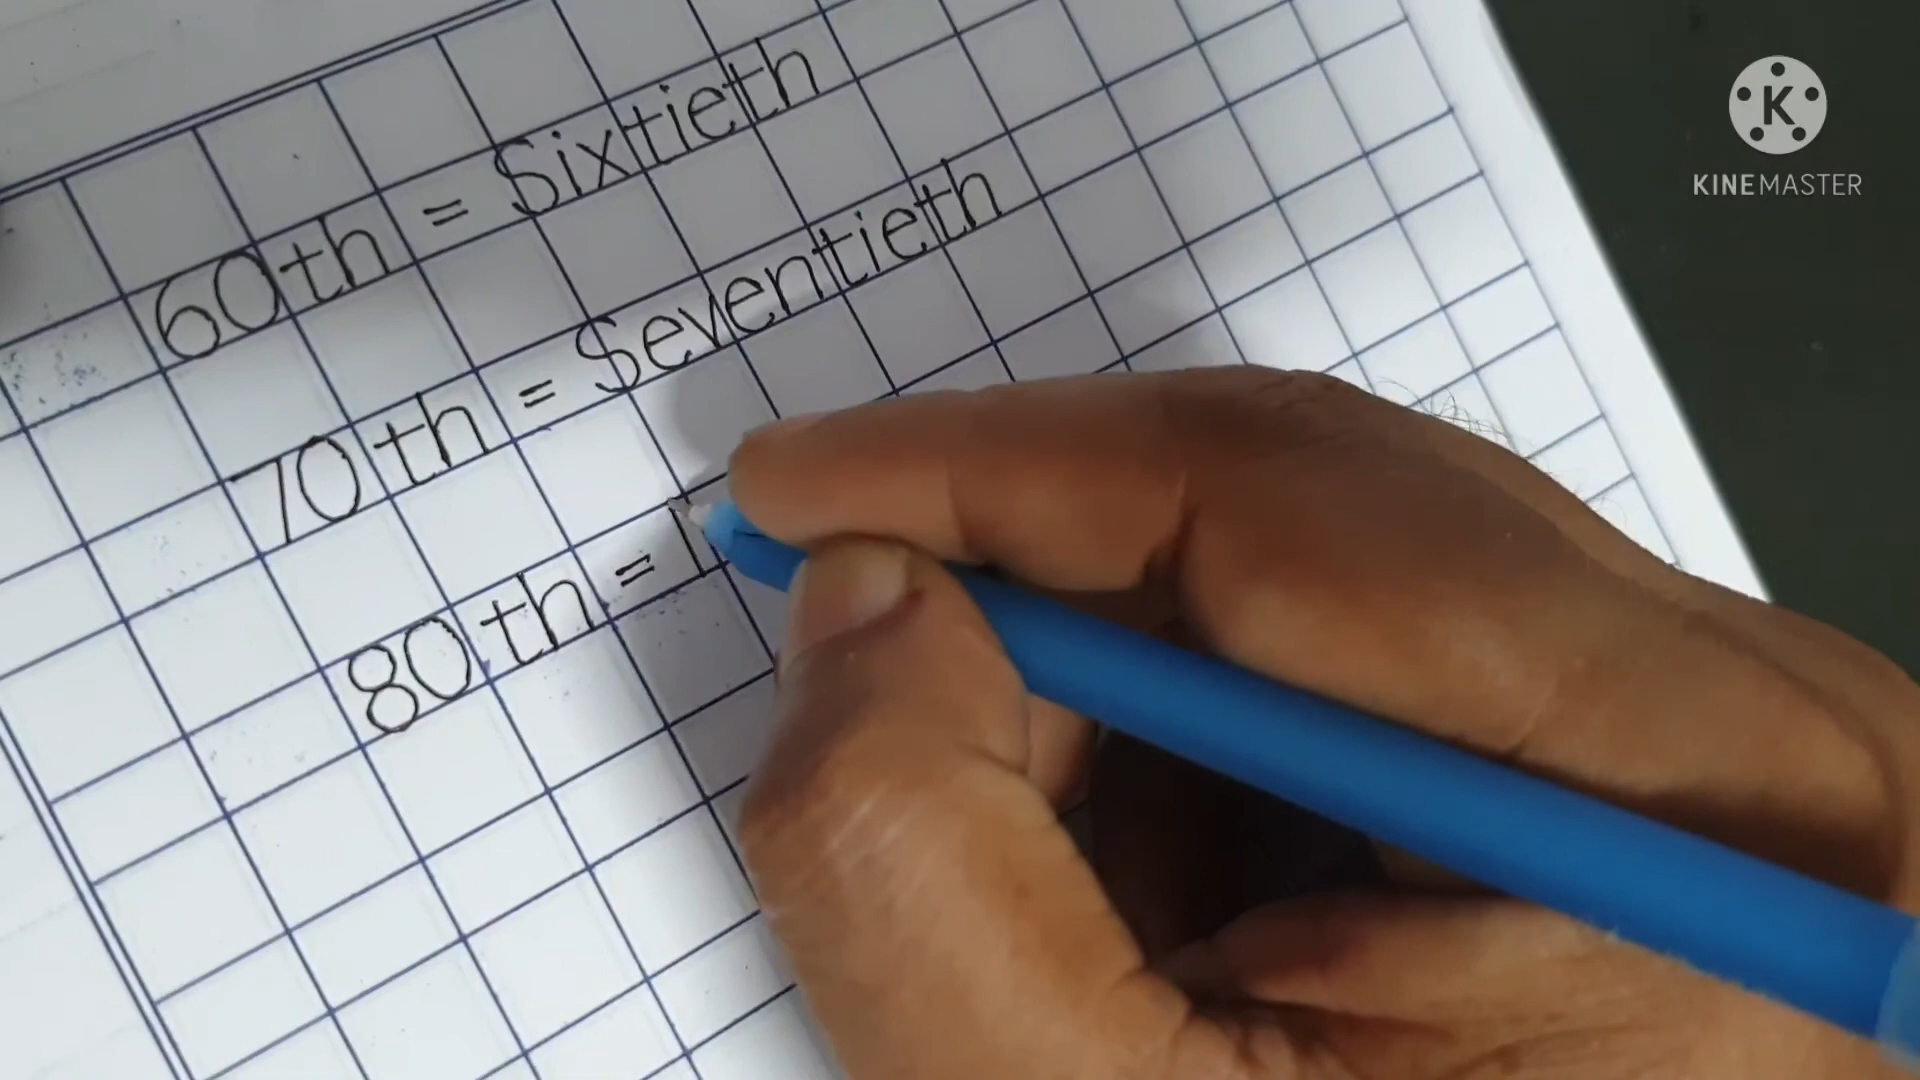 60th = Sixtieth
70th = Seventieth
80th =
K
KINEMASTER